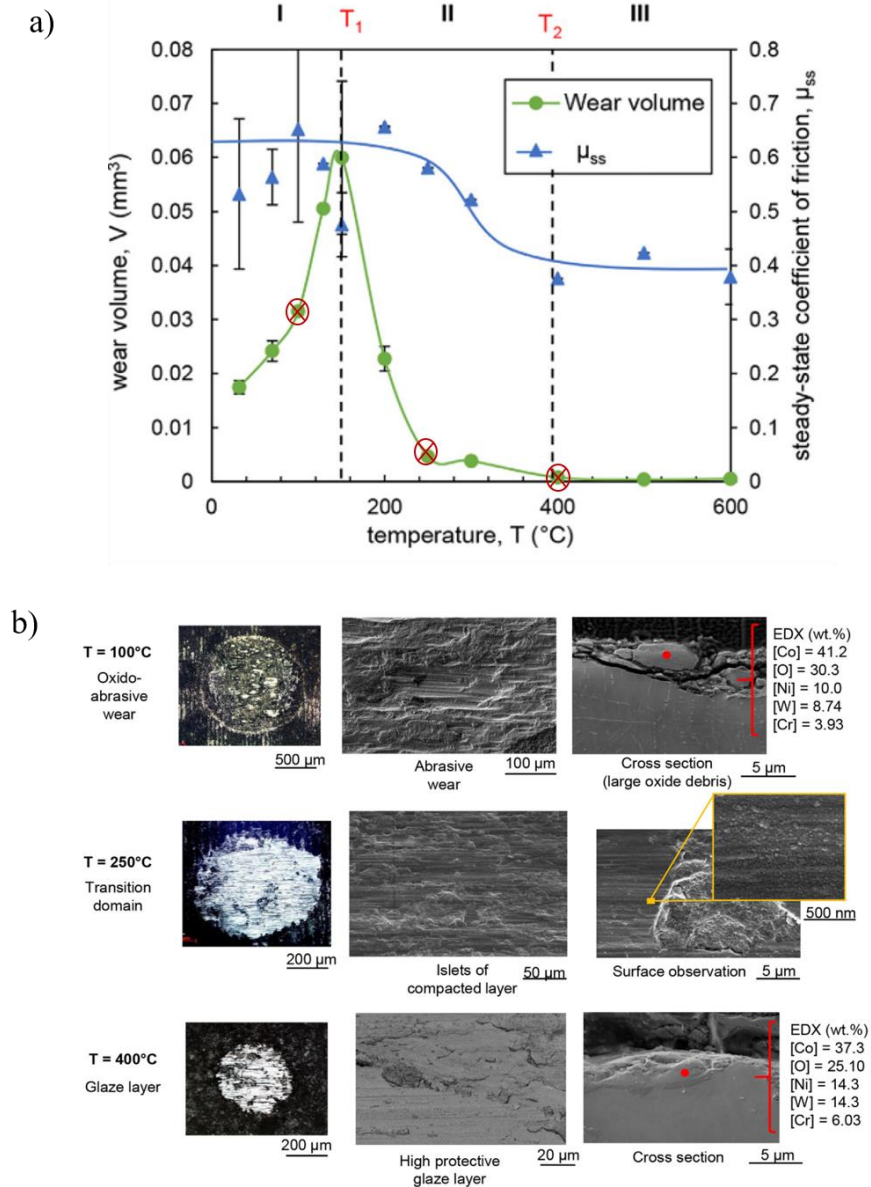 a)
I
T1
II
T2
III
0.08
0.07
0.06
0.05
0.04
0.03
0.02
0.01
0
wear volume, V (mm³)
Wear volume
μss
0.8
0.7
0.6
0.5
0.4
0.3
0.2
0.1
0
steady-state coefficient of friction, μss
0
200
400
600
temperature, T (°C)
b)
T = 100°C
Oxido-
abrasive
wear
500 μm
Abrasive
wear
100 μm
Cross section
(large oxide debris)
5 μm
EDX (wt.%)
[Co] = 41.2
[O] = 30.3
[Ni] = 10.0
[W] = 8.74
[Cr] = 3.93
T = 250°C
Transition
domain
200 μm
Islets of
compacted layer
50 μm
Surface observation
5 μm
500 nm
T = 400°C
Glaze layer
200 μm
High protective
glaze layer
20 μm
Cross section
5 μm
EDX (wt.%)
[Co] = 37.3
[O] = 25.10
[Ni] = 14.3
[W] = 14.3
[Cr] = 6.03